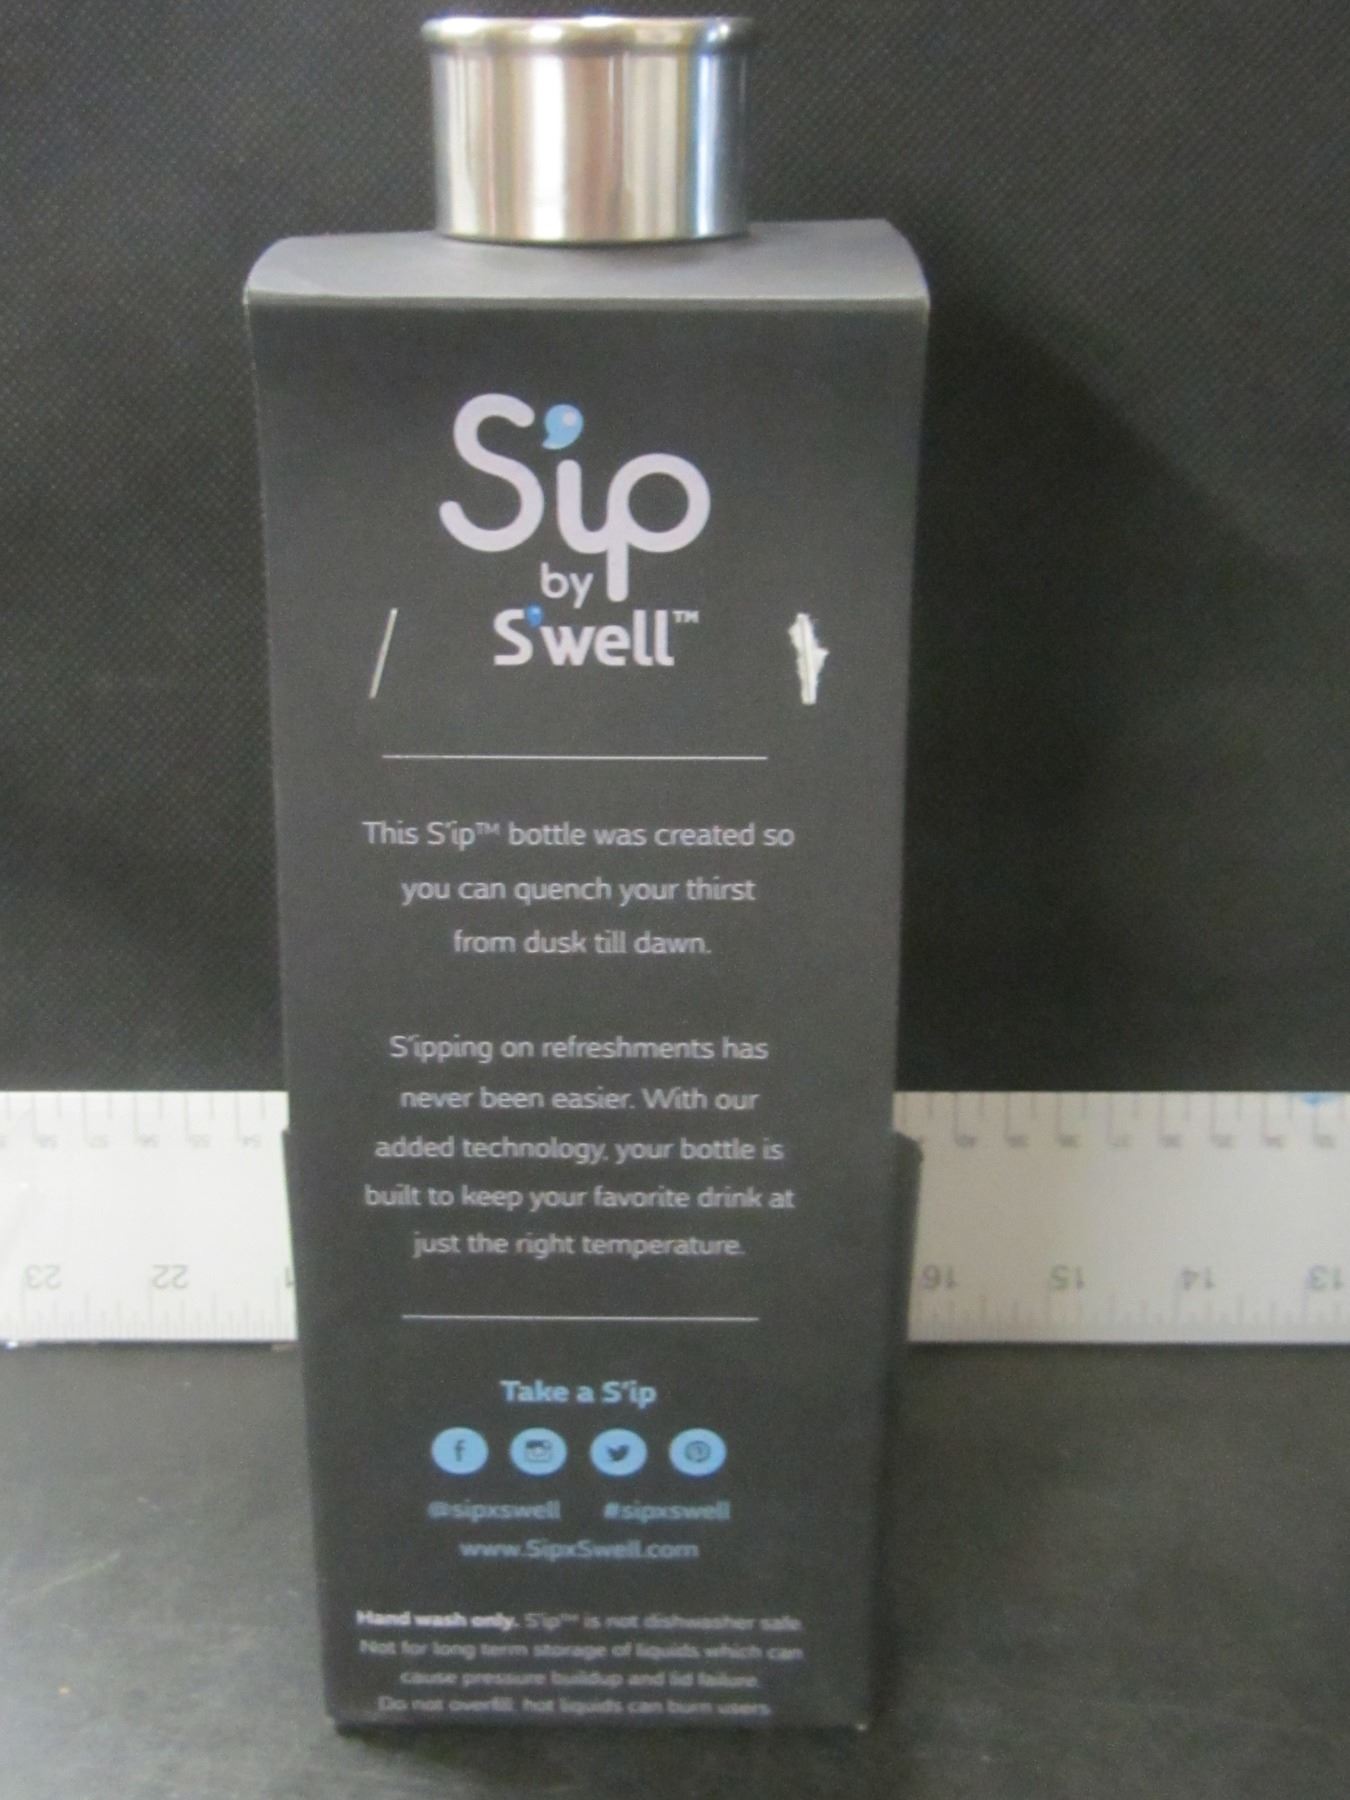 S'ip
by
S'well™
This S'ip™ bottle was created so
you can quench your thirst
from dusk till dawn.
S'ipping on refreshments has
never been easier. With our
added technology, your bottle is
built to keep your favorite drink at
just the right temperature.
23 22 16 15 14 13
Take a S'ip
@sipxswell #sipxswell
www.SipxSwell.com
Hand wash only. S'ip™ is not dishwasher safe.
Not for long term storage of liquids which can
cause pressure buildup and lid failure.
Do not overfill, hot liquids can burn users.